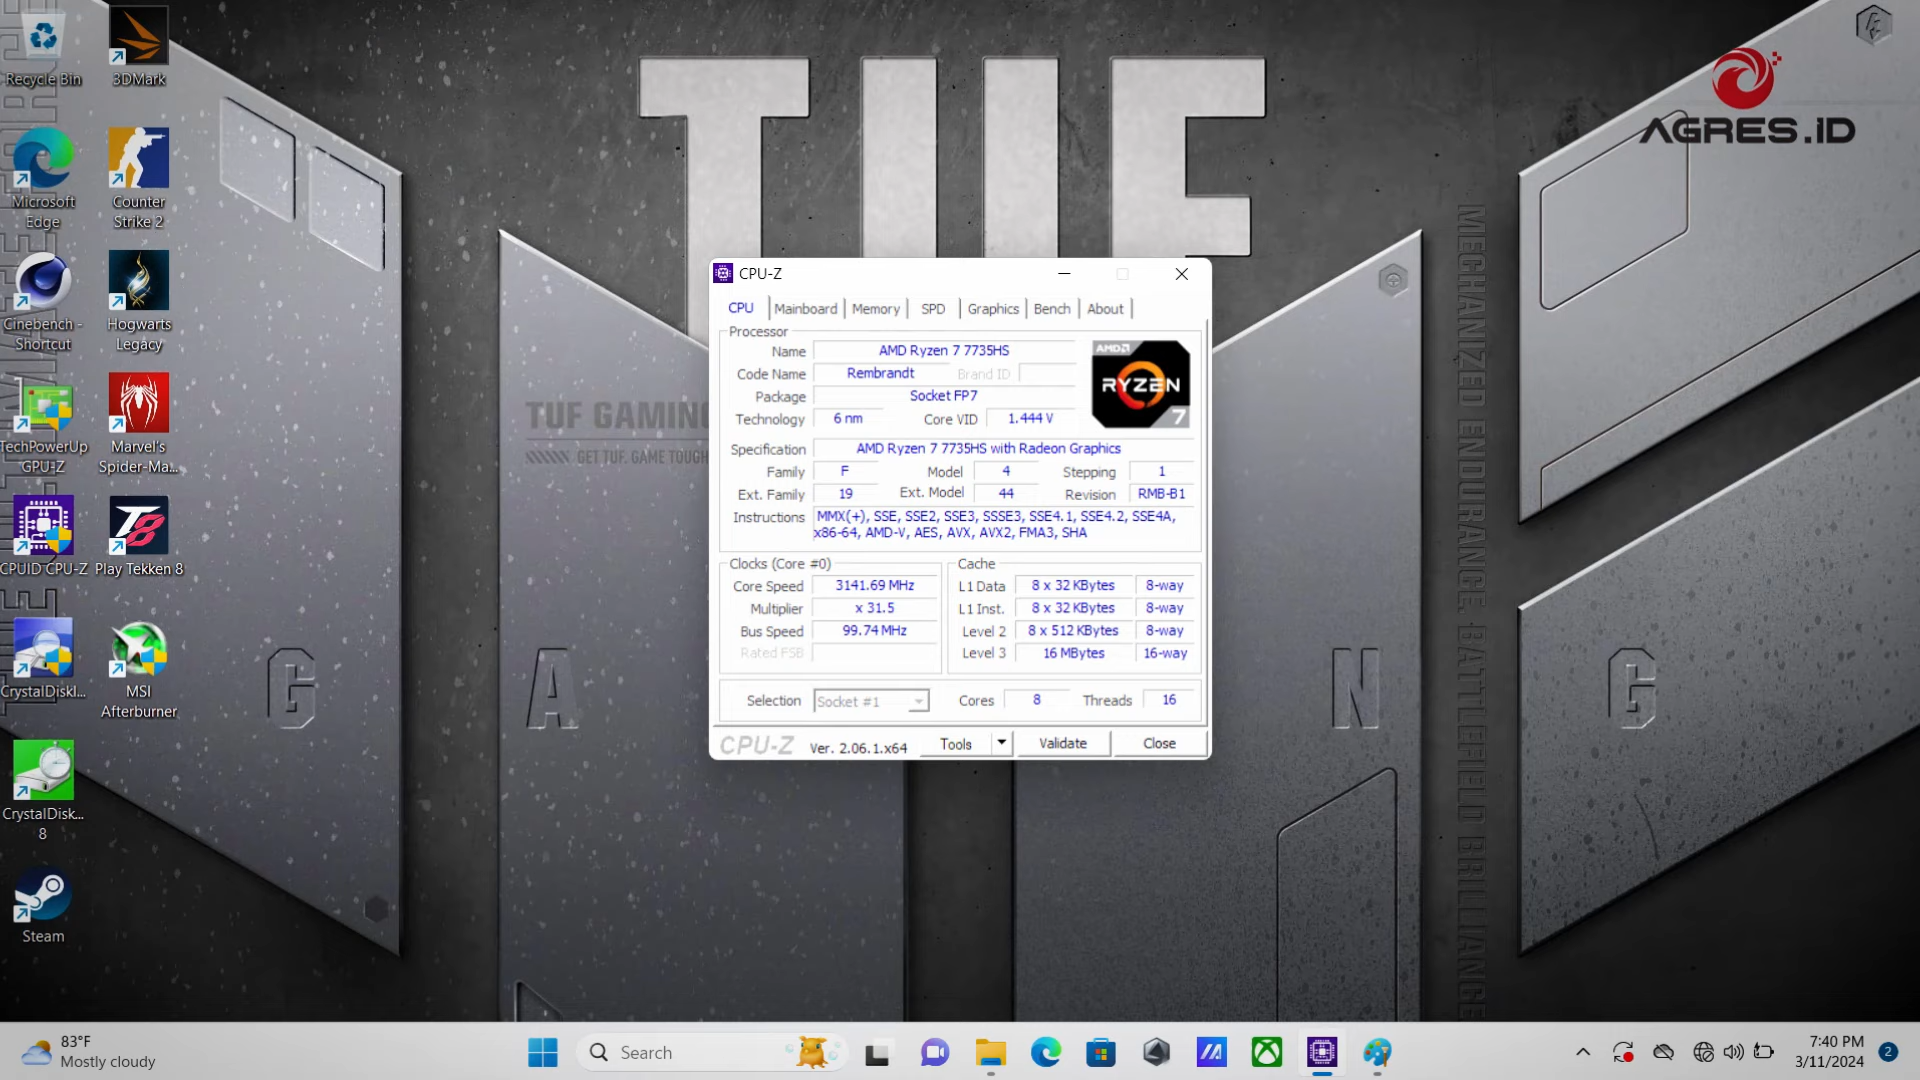 Recycle Bin
3DMark
Microsoft
Edge
Counter
Strike 2
Cinebench -
Shortcut
Hogwarts
Legacy
TechPowerUp
GPU-Z
Marvel's
Spider-Ma...
CPUID CPU-Z
Play Tekken 8
CrystalDiskI...
MSI
Afterburner
CrystalDisk...
8
Steam
TUF
AGRES.ID
TUF GAMING
GET TUF. GAME TOUGH
G
A
N
G
MECHANIZED ENDURANCE. BATTLEFIELD BRILLIANCE
CPU-Z
CPU Mainboard Memory SPD Graphics Bench About
Processor
Name AMD Ryzen 7 7735HS
Code Name Rembrandt Brand ID
Package Socket FP7
Technology 6 nm Core VID 1.444 V
AMD
RYZEN
7
Specification AMD Ryzen 7 7735HS with Radeon Graphics
Family F Model 4 Stepping 1
Ext. Family 19 Ext. Model 44 Revision RMB-B1
Instructions MMX(+), SSE, SSE2, SSE3, SSSE3, SSE4.1, SSE4.2, SSE4A,
x86-64, AMD-V, AES, AVX, AVX2, FMA3, SHA
Clocks (Core #0) Cache
Core Speed 3141.69 MHz L1 Data 8 x 32 KBytes 8-way
Multiplier x 31.5 L1 Inst. 8 x 32 KBytes 8-way
Bus Speed 99.74 MHz Level 2 8 x 512 KBytes 8-way
Rated FSB Level 3 16 MBytes 16-way
Selection Socket #1 Cores 8 Threads 16
CPU-Z Ver. 2.06.1.x64 Tools Validate Close
83°F
Mostly cloudy
Search
7:40 PM
3/11/2024
2